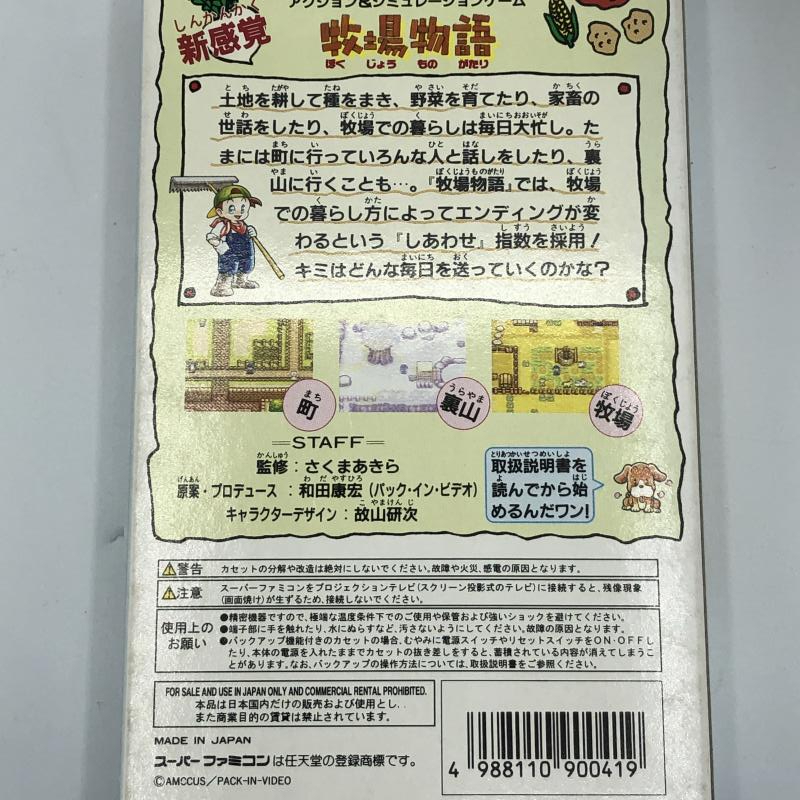 アクション&シミュレーションゲーム
しんかんかく
新感覚
牧場物語
ぼくじょうものがたり
土地を耕して種をまき、野菜を育てたり、家畜の
世話をしたり、牧場での暮らしは毎日大忙し。た
まには町に行っていろんな人と話しをしたり、裏
山に行くことも…。『牧場物語』では、牧場
での暮らし方によってエンディングが変
わるという『しあわせ』指数を採用!
キミはどんな毎日を送っていくのかな?
まち
町
うらやま
裏山
ぼくじょう
牧場
STAFF
監修:さくまあきら
原案・プロデュース:和田康宏(パック・イン・ビデオ)
キャラクターデザイン:故山研次
取扱説明書を
読んでから始
めるんだワン!
警告 カセットの分解や改造は絶対にしないでください。故障や火災、感電の原因となります。
注意 スーパーファミコンをプロジェクションテレビ(スクリーン投影式のテレビ)に接続すると、残像現象
(画面焼け)が生ずるため、接続しないでください。
使用上の
お願い
●精密機器ですので、極端な温度条件下でのご使用や保管および強いショックを避けてください。
●端子部に手を触れたり、水にぬらすなど、汚さないようにしてください。故障の原因となります。
●バックアップ機能付きのカセットの場合、むやみに電源スイッチやリセットスイッチをON・OFFし
たり、本体の電源を入れたままでカセットの抜き差しをすると、蓄積されている内容が消えてしまうこ
とがあります。なお、バックアップの操作方法については、取扱説明書をご参照ください。
FOR SALE AND USE IN JAPAN ONLY AND COMMERCIAL RENTAL PROHIBITED.
本品は日本国内だけの販売および使用とし、
また商業目的の賃貸は禁止されています。
MADE IN JAPAN
スーパーファミコンは任天堂の登録商標です。
©AMCCUS/PACK-IN-VIDEO
4 988110 900419